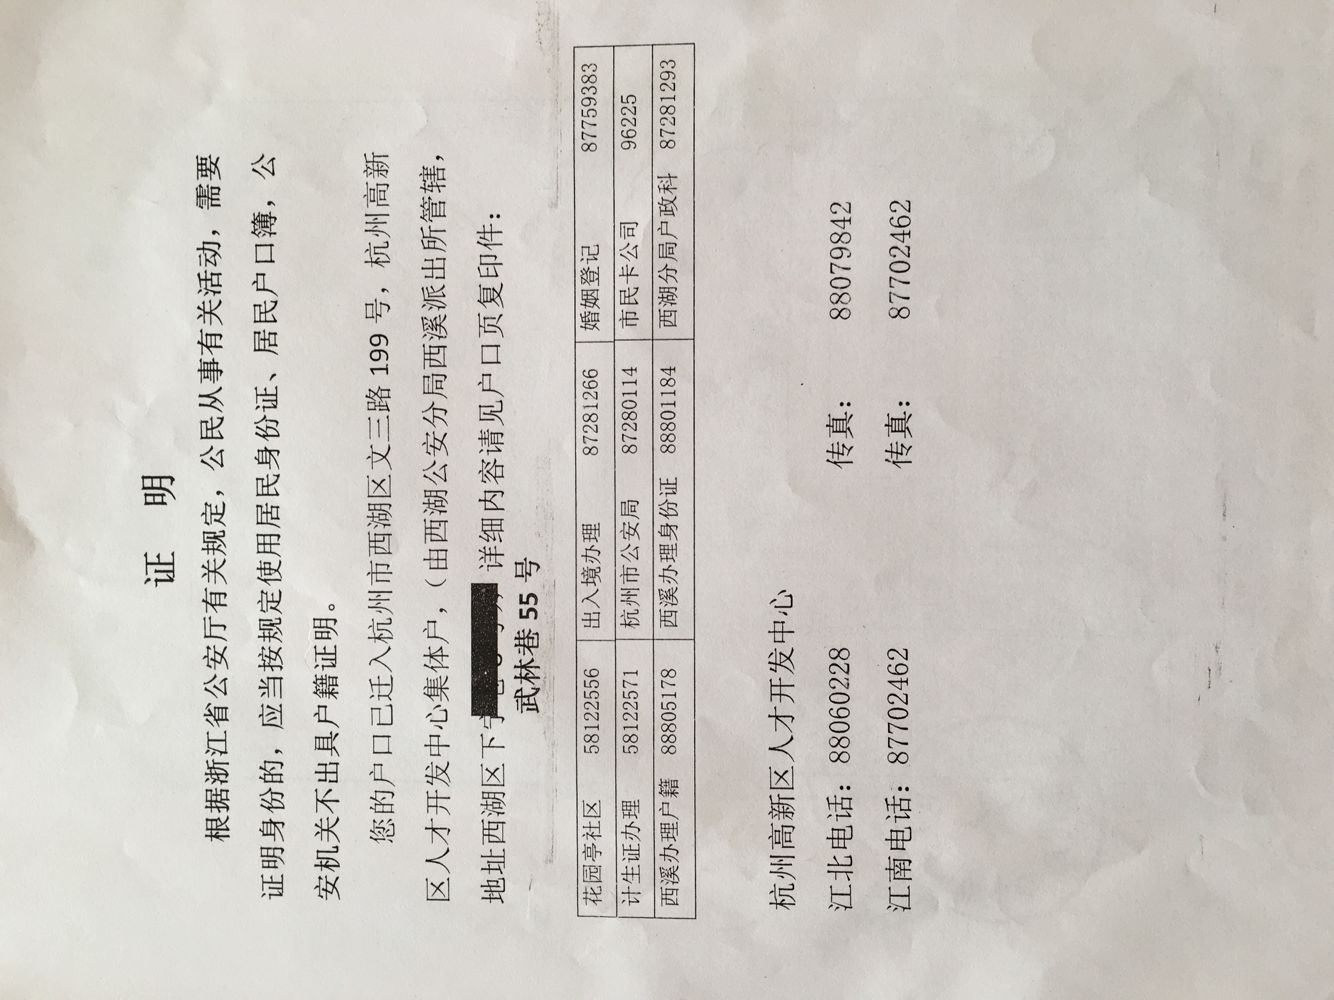 证 明
根据浙江省公安厅有关规定，公民从事有关活动，需要
证明身份的，应当按规定使用居民身份证、居民户口簿，公
安机关不出具户籍证明。
您的户口已迁入杭州市西湖区文三路 199 号，杭州高新
区人才开发中心集体户，（由西湖公安分局西溪派出所管辖，
地址西湖区下宁 详细内容请见户口页复印件：
武林巷 55 号
花园亭社区 58122556 出入境办理 87281266 婚姻登记 87759383
计生证办理 58122571 杭州市公安局 87280114 市民卡公司 96225
西溪办理户籍 88805178 西溪办理身份证 88801184 西湖分局户政科 87281293
杭州高新区人才开发中心
江北电话：88060228 传真： 88079842
江南电话：87702462 传真： 87702462